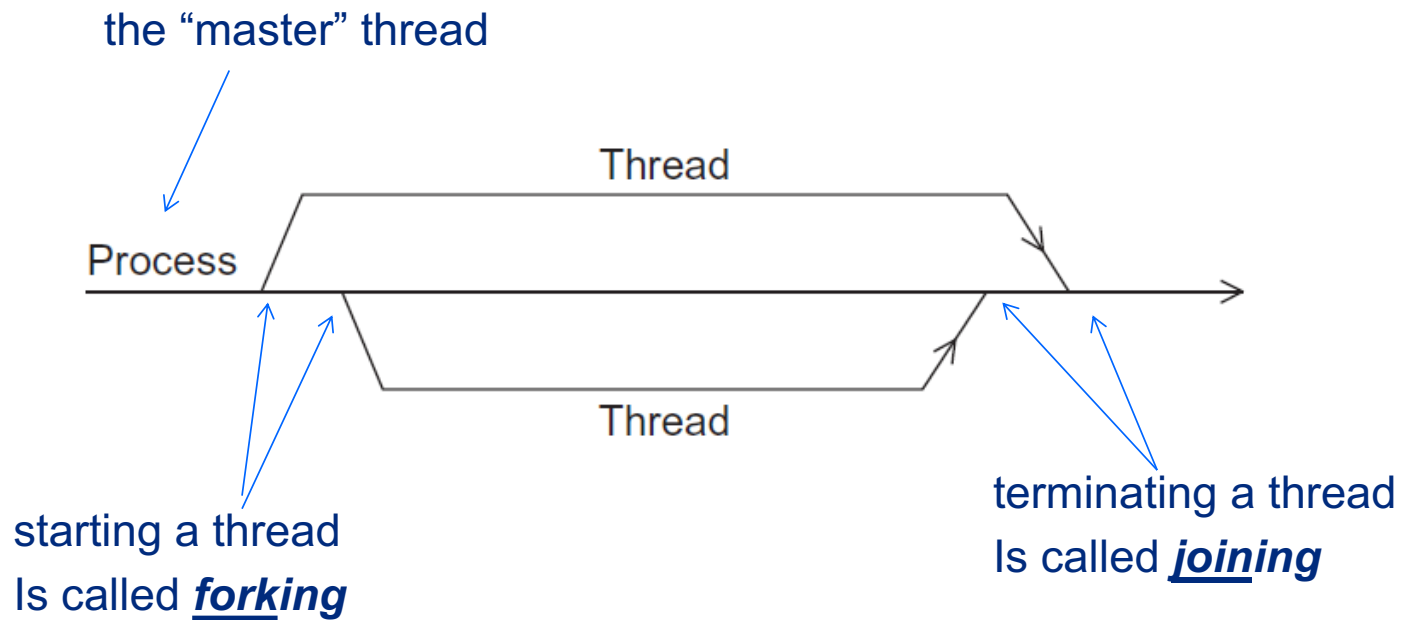 the “master” thread
Thread
Process
Thread
starting a thread
Is called forking
terminating a thread
Is called joining